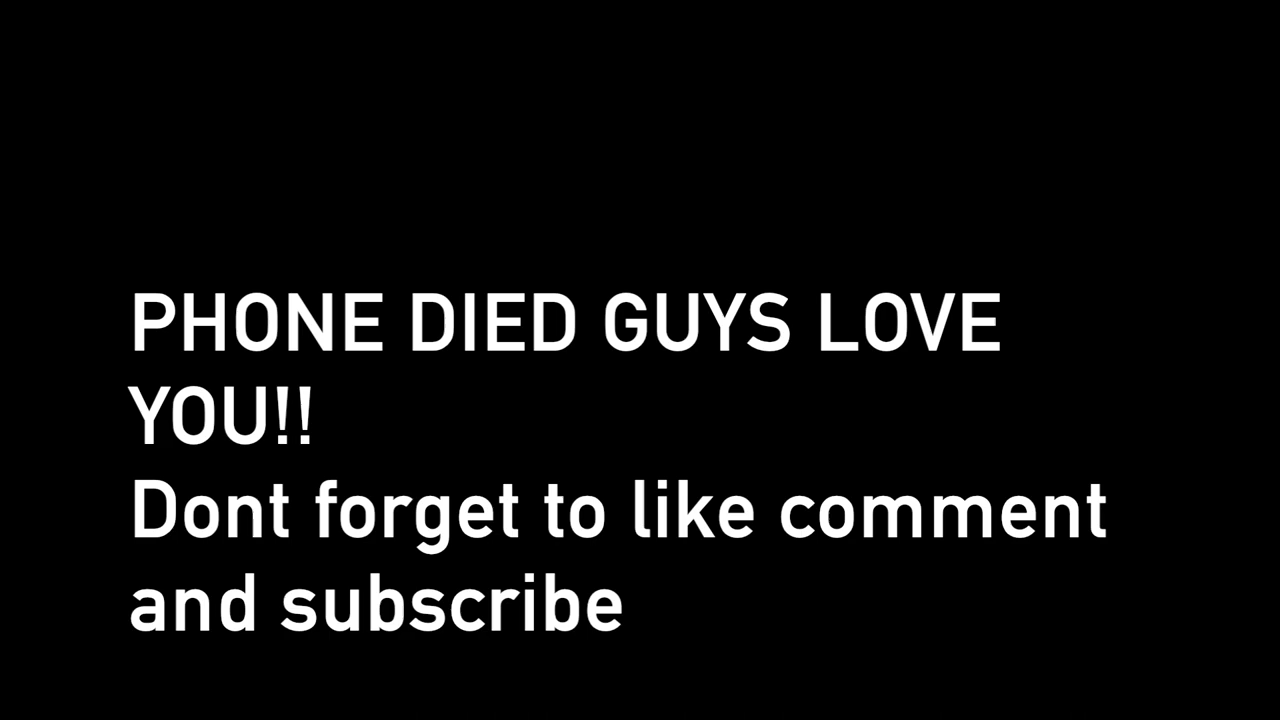 PHONE DIED GUYS LOVE
YOU!!
Dont forget to like comment
and subscribe